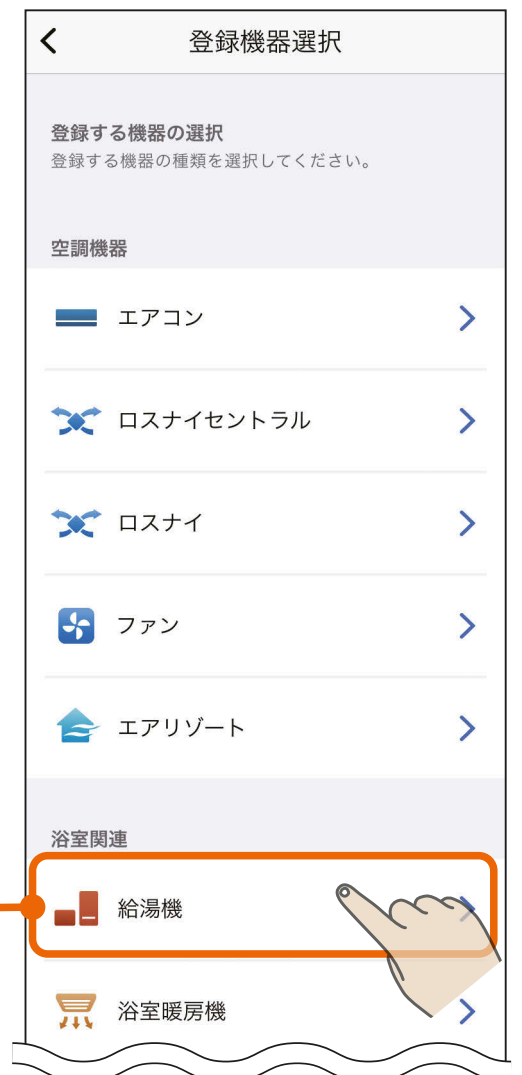 登録機器選択
登録する機器の選択
登録する機器の種類を選択してください。
空調機器
エアコン
ロスナイセントラル
ロスナイ
ファン
エアリゾート
浴室関連
給湯機
浴室暖房機